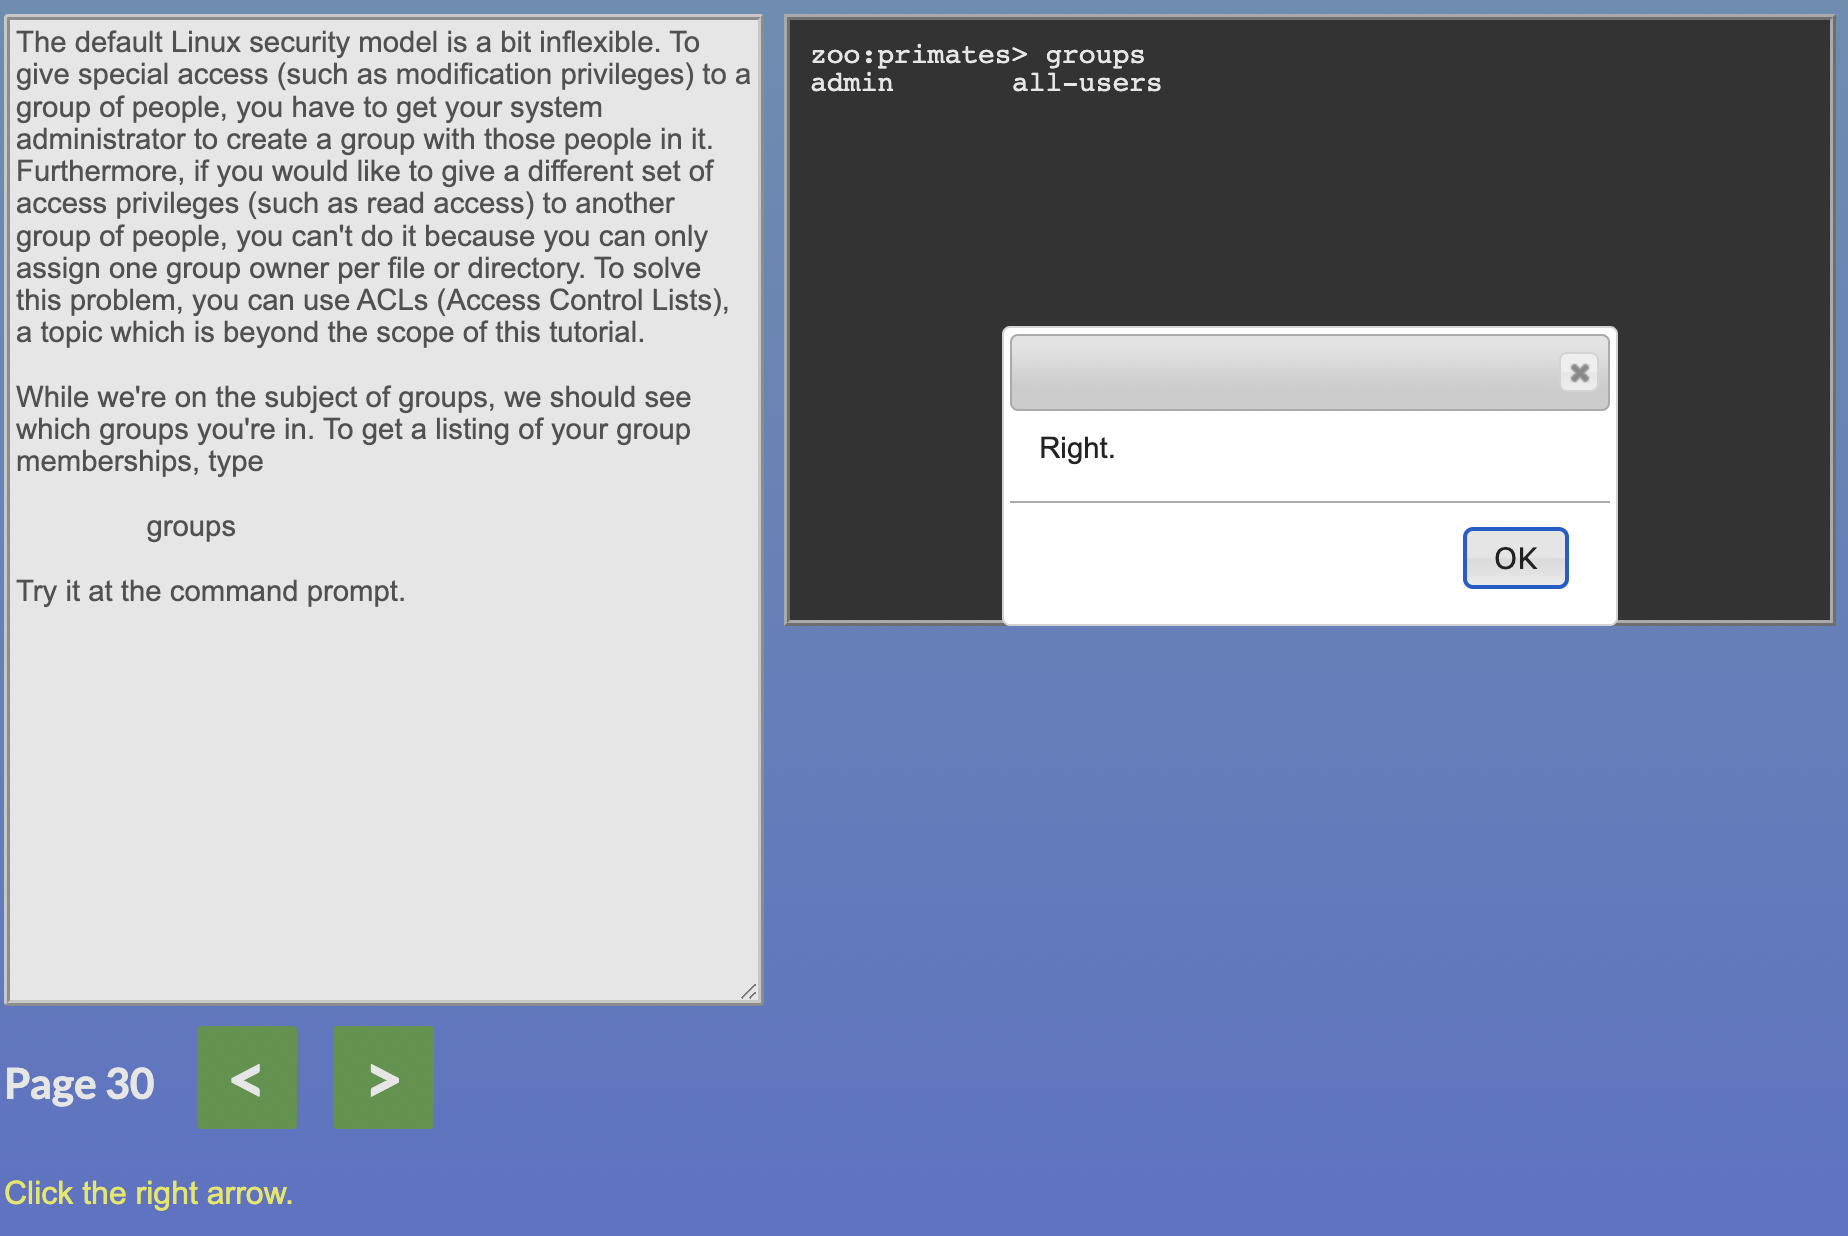 The default Linux security model is a bit inflexible. To
give special access (such as modification privileges) to a
group of people, you have to get your system
administrator to create a group with those people in it.
Furthermore, if you would like to give a different set of
access privileges (such as read access) to another
group of people, you can't do it because you can only
assign one group owner per file or directory. To solve
this problem, you can use ACLs (Access Control Lists),
a topic which is beyond the scope of this tutorial.
While we're on the subject of groups, we should see
which groups you're in. To get a listing of your group
memberships, type
groups
Try it at the command prompt.
zoo:primates> groups
admin all-users
Right.
OK
Page 30 < >
Click the right arrow.